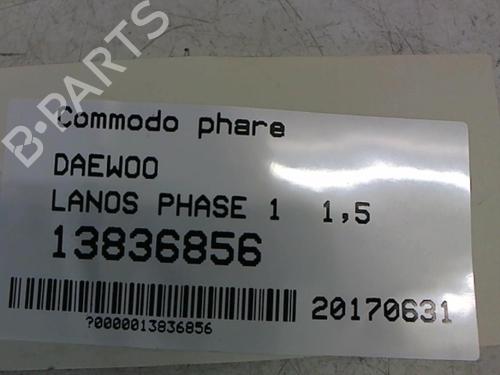 B-PARTS
Commodo phare
DAEWOO
LANOS PHASE 1 1,5
13836856
20170631
?0000013836856